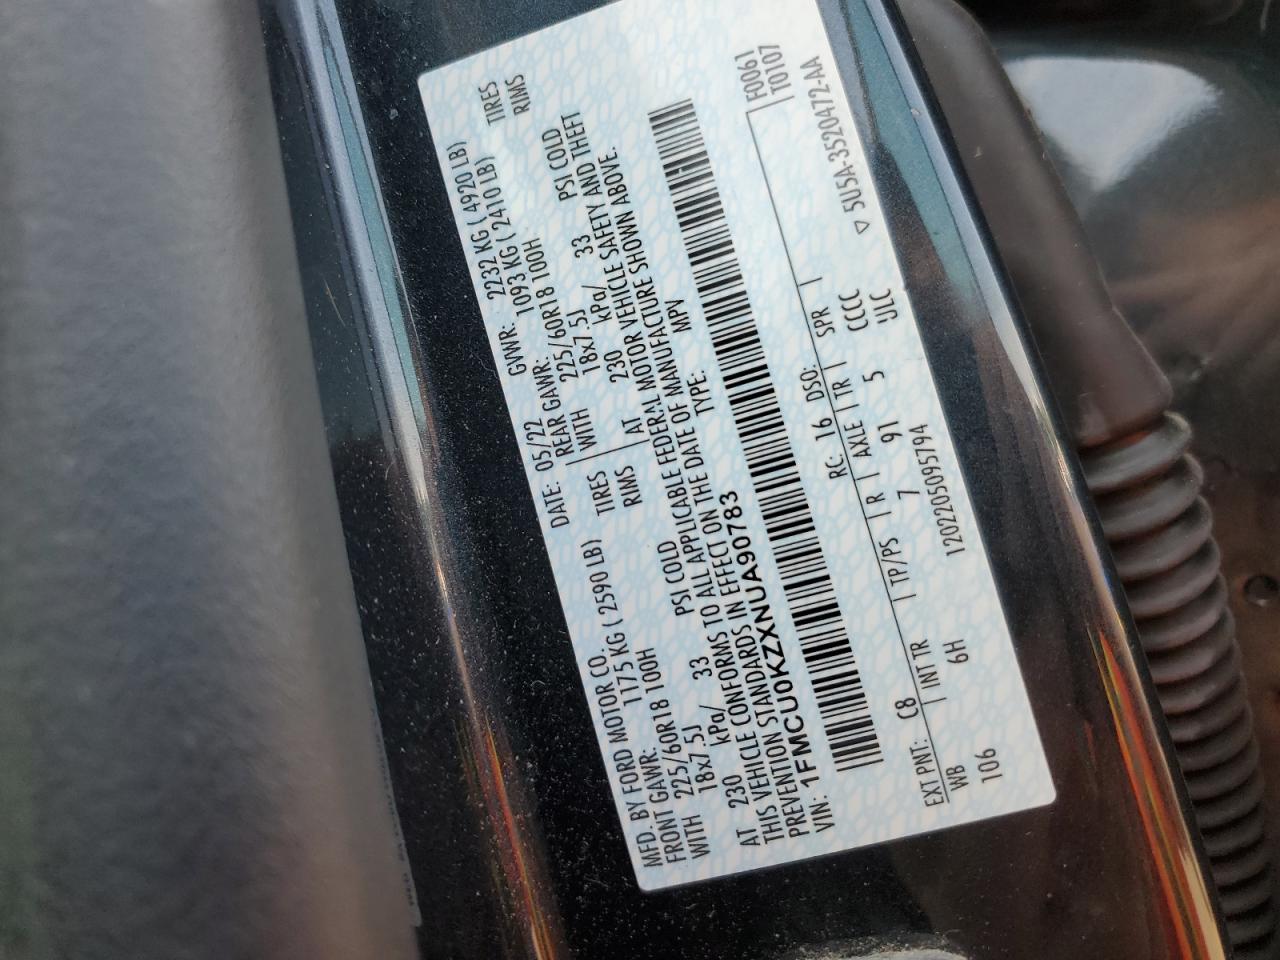 MFD. BY FORD MOTOR CO.
DATE: 05/22 GVWR: 2232 KG ( 4920 LB)
FRONT GAWR: 1175 KG ( 2590 LB) REAR GAWR: 1093 KG ( 2410 LB)
WITH 225/60R18 100H TIRES WITH 225/60R18 100H TIRES
18x7.5J RIMS 18x7.5J RIMS
AT 230 kPa/ 33 PSI COLD AT 230 kPa/ 33 PSI COLD
THIS VEHICLE CONFORMS TO ALL APPLICABLE FEDERAL MOTOR VEHICLE SAFETY AND THEFT
PREVENTION STANDARDS IN EFFECT ON THE DATE OF MANUFACTURE SHOWN ABOVE.
VIN: 1FMCU0KZXNUA90783 TYPE: MPV
F0061
T0107
EXT PNT: C8 RC: 16 DSO:
WB INT TR TP/PS R AXLE TR SPR
106 6H 7 91 5 CCC
ULC
1202205095794
5U5A-3520472-AA